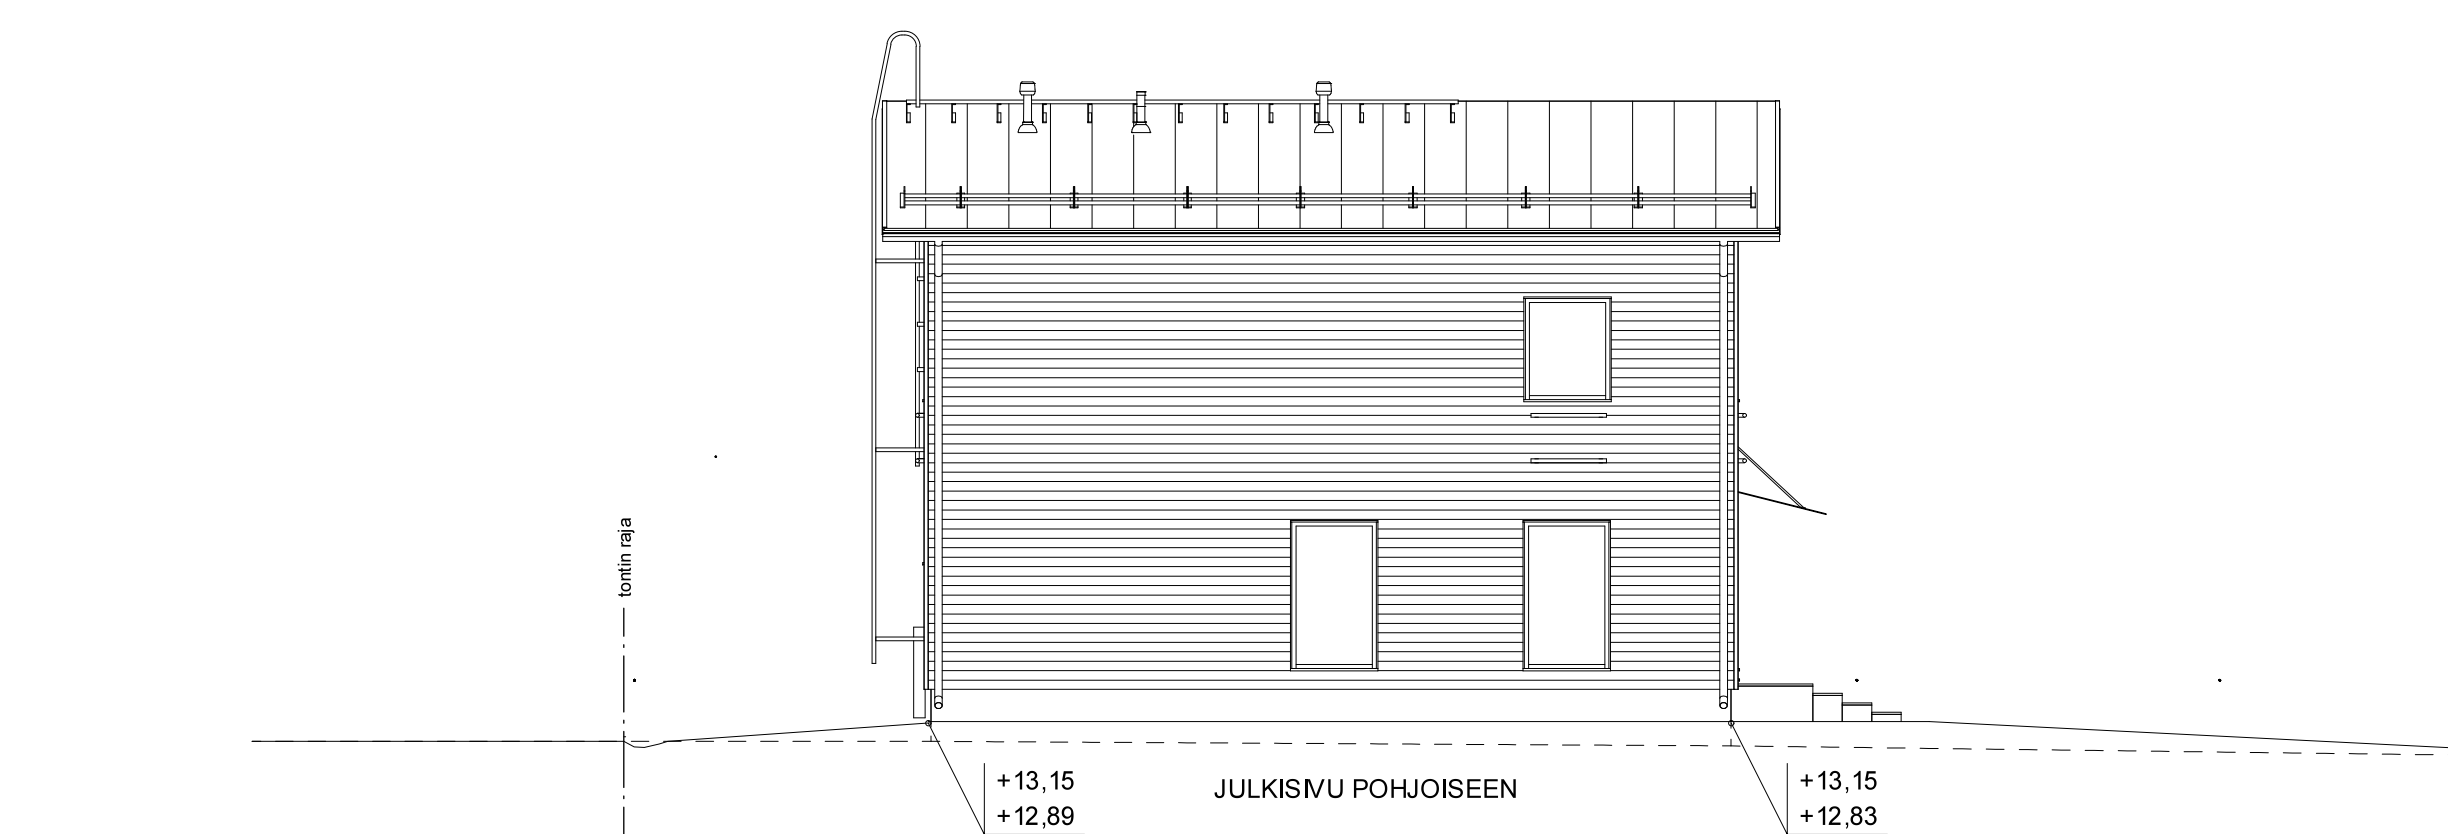 tontin raja
+13,15
+12,89
JULKISIVU POHJOISEEN
+13,15
+12,83